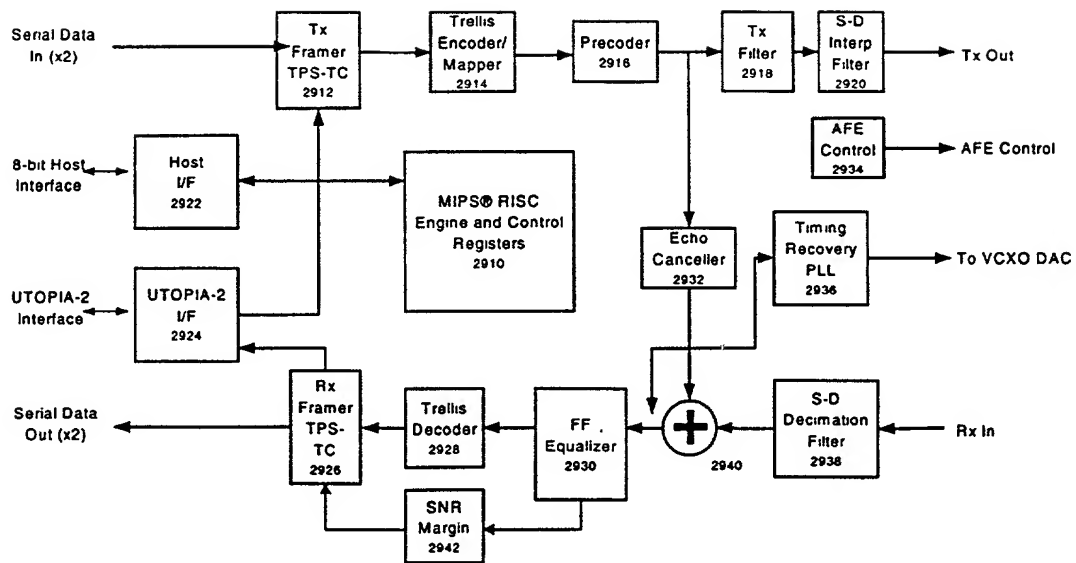 Serial Data
In (x2)
Tx
Framer
TPS-TC
2912
Trellis
Encoder/
Mapper
2914
Precoder
2916
Tx
Filter
2918
S-D
Interp
Filter
2920
Tx Out
AFE
Control
2934
AFE Control
8-bit Host
Interface
Host
I/F
2922
MIPS® RISC
Engine and Control
Registers
2910
Echo
Canceller
2932
Timing
Recovery
PLL
2936
To VCXO DAC
UTOPIA-2
Interface
UTOPIA-2
I/F
2924
Serial Data
Out (x2)
Rx
Framer
TPS-
TC
2926
Trellis
Decoder
2928
FF
Equalizer
2930
2940
S-D
Decimation
Filter
2938
Rx In
SNR
Margin
2942